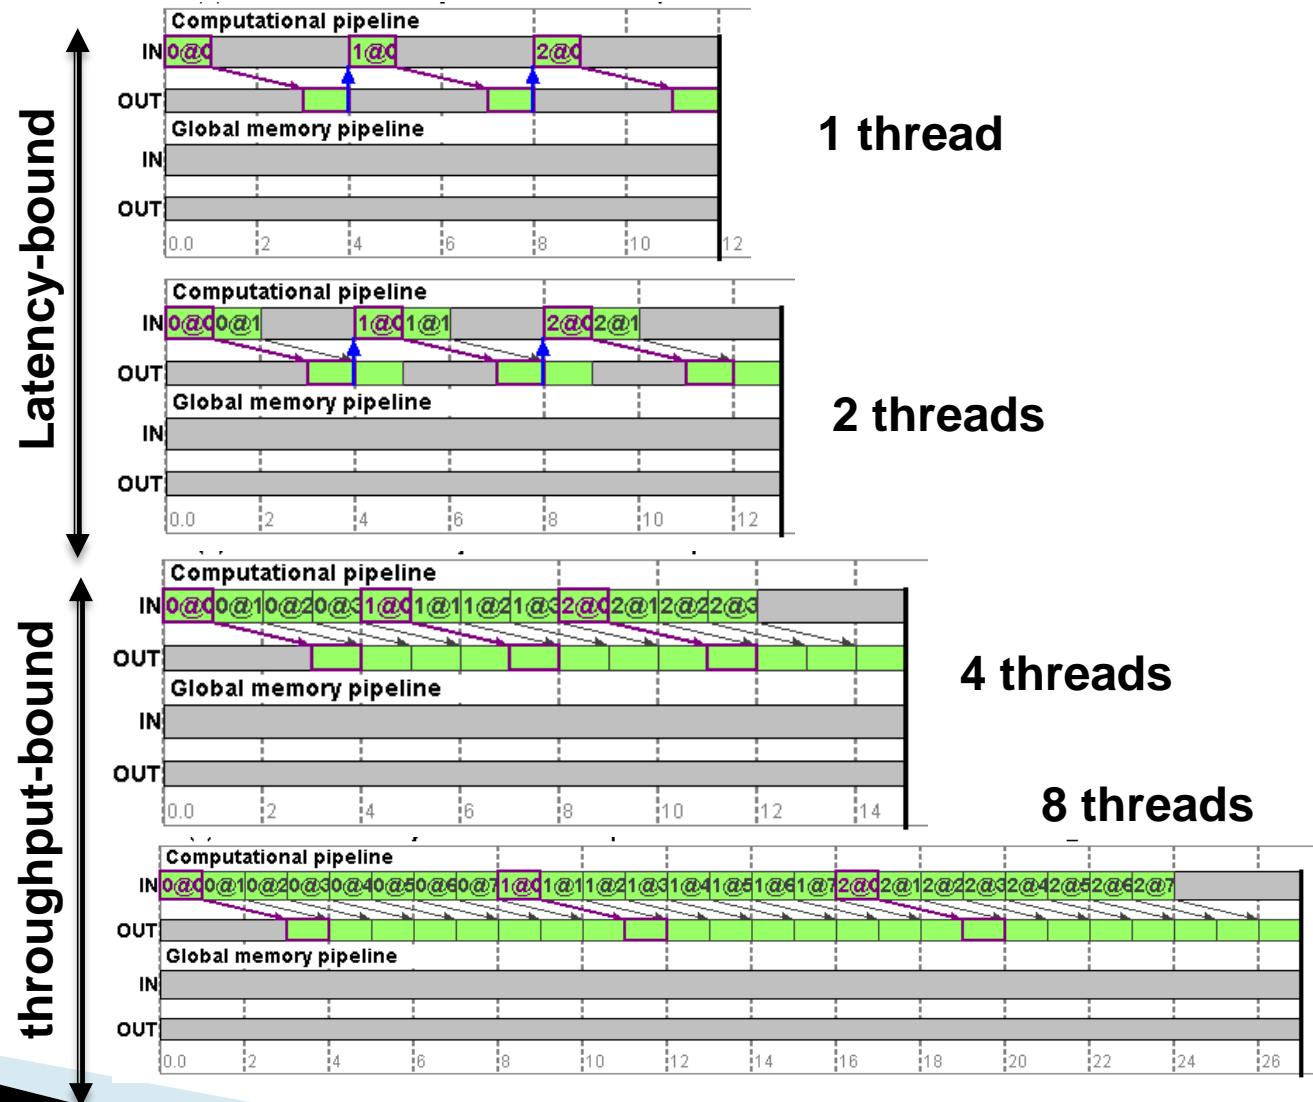 Latency-bound
Computational pipeline
IN 0@0 1@0 2@0
OUT
Global memory pipeline
IN
OUT
0.0 2 4 6 8 10 12
1 thread
Computational pipeline
IN 0@0 0@1 1@0 1@1 2@0 2@1
OUT
Global memory pipeline
IN
OUT
0.0 2 4 6 8 10 12
2 threads
throughput-bound
Computational pipeline
IN 0@0 0@1 0@2 0@3 1@0 1@1 1@2 1@3 2@0 2@1 2@2 2@3
OUT
Global memory pipeline
IN
OUT
0.0 2 4 6 8 10 12 14
4 threads
8 threads
Computational pipeline
IN 0@0 0@1 0@2 0@3 0@4 0@5 0@6 0@7 1@0 1@1 1@2 1@3 1@4 1@5 1@6 1@7 2@0 2@1 2@2 2@3 2@4 2@5 2@6 2@7
OUT
Global memory pipeline
IN
OUT
0.0 2 4 6 8 10 12 14 16 18 20 22 24 26